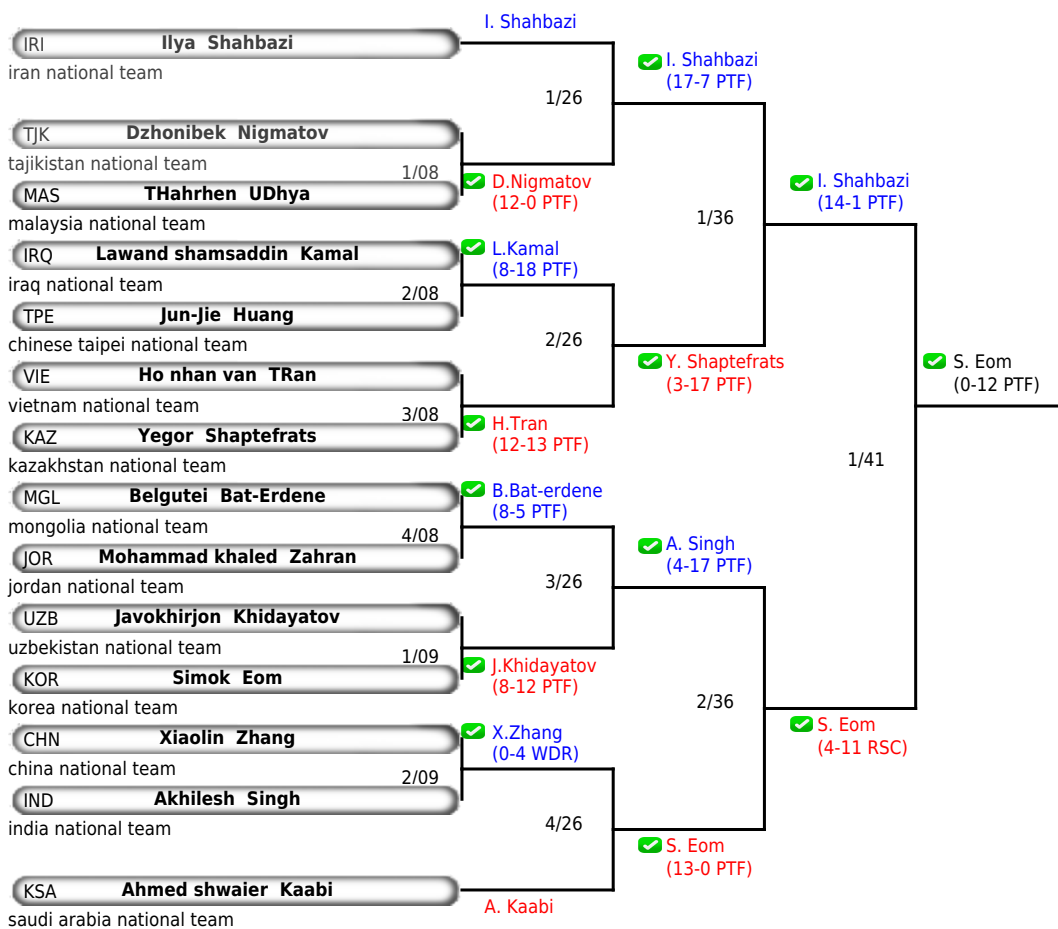 I. Shahbazi
IRI Ilya Shahbazi
iran national team
I. Shahbazi
(17-7 PTF)
1/26
TJK Dzhonibek Nigmatov
tajikistan national team
1/08
D.Nigmatov
(12-0 PTF)
MAS THahrhen UDhya
malaysia national team
I. Shahbazi
(14-1 PTF)
1/36
IRQ Lawand shamsaddin Kamal
iraq national team
L.Kamal
(8-18 PTF)
2/08
TPE Jun-Jie Huang
chinese taipei national team
2/26
Y. Shaptefrats
(3-17 PTF)
VIE Ho nhan van TRan
vietnam national team
3/08
H.Tran
(12-13 PTF)
KAZ Yegor Shaptefrats
kazakhstan national team
S. Eom
(0-12 PTF)
1/41
MGL Belgutei Bat-Erdene
mongolia national team
B.Bat-erdene
(8-5 PTF)
4/08
JOR Mohammad khaled Zahran
jordan national team
A. Singh
(4-17 PTF)
3/26
UZB Javokhirjon Khidayatov
uzbekistan national team
1/09
J.Khidayatov
(8-12 PTF)
KOR Simok Eom
korea national team
2/36
S. Eom
(4-11 RSC)
CHN Xiaolin Zhang
china national team
X.Zhang
(0-4 WDR)
2/09
IND Akhilesh Singh
india national team
4/26
S. Eom
(13-0 PTF)
KSA Ahmed shwaier Kaabi
saudi arabia national team
A. Kaabi